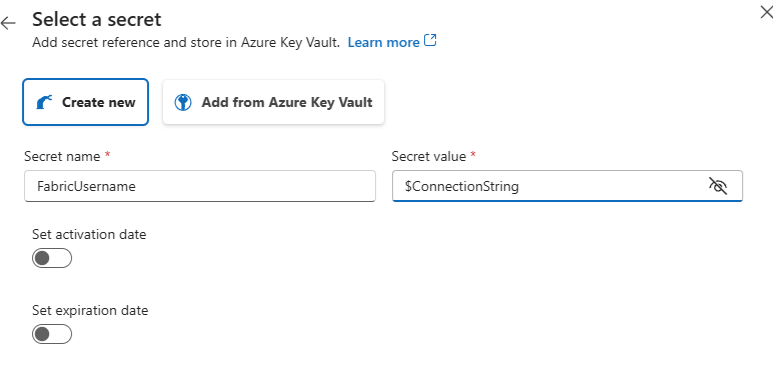 Select a secret
Add secret reference and store in Azure Key Vault. Learn more
Create new
Add from Azure Key Vault
Secret name *
Secret value *
FabricUsername
$ConnectionString
Set activation date
Set expiration date